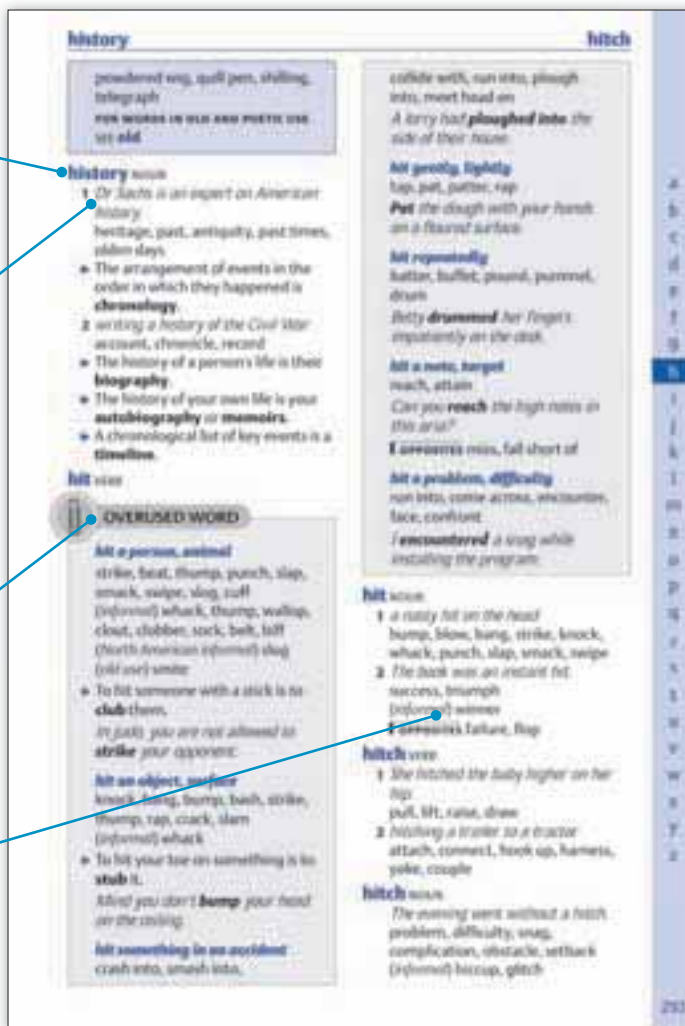 history
hitch
powdered wig, quill pen, shilling,
telegraph
FOR WORDS IN OLD AND POETIC USE
see old
history NOUN
1 Dr Sachs is an expert on American
history.
heritage, past, antiquity, past times,
olden days
The arrangement of events in the
order in which they happened is
chronology.
2 writing a history of the Civil War
account, chronicle, record
The history of a person's life is their
biography.
The history of your own life is your
autobiography or memoirs.
A chronological list of key events is a
timeline.
hit VERB
OVERUSED WORD
hit a person, animal
strike, beat, thump, punch, slap,
smack, swipe, slog, cuff
(informal) whack, thump, wallop,
clout, clobber, sock, belt, biff
(North American informal) slug
(old use) smite
To hit someone with a stick is to
club them.
In judo, you are not allowed to
strike your opponent.
hit an object, surface
knock, bang, bump, bash, strike,
thump, rap, crack, slam
(informal) whack
To hit your toe on something is to
stub it.
Mind you don't bump your head
on the ceiling.
hit something in an accident
crash into, smash into,
collide with, run into, plough
into, meet head on
A lorry had ploughed into the
side of their house.
hit gently, lightly
tap, pat, patter, rap
Pat the dough with your hands
on a floured surface.
hit repeatedly
batter, buffet, pound, pummel,
drum
Betty drummed her fingers
impatiently on the desk.
hit a note, target
reach, attain
Can you reach the high notes in
this aria?
OPPOSITES miss, fall short of
hit a problem, difficulty
run into, come across, encounter,
face, confront
I encountered a snag while
installing the program.
hit NOUN
1 a nasty hit on the head
bump, blow, bang, strike, knock,
whack, punch, slap, smack, swipe
2 The book was an instant hit.
success, triumph
(informal) winner
OPPOSITES failure, flop
hitch VERB
1 She hitched the baby higher on her
hip.
pull, lift, raise, draw
2 hitching a trailer to a tractor
attach, connect, hook up, harness,
yoke, couple
hitch NOUN
The evening went without a hitch.
problem, difficulty, snag,
complication, obstacle, setback
(informal) hiccup, glitch
a
b
c
d
e
f
g
h
i
j
k
l
m
n
o
p
q
r
s
t
u
v
w
x
y
z